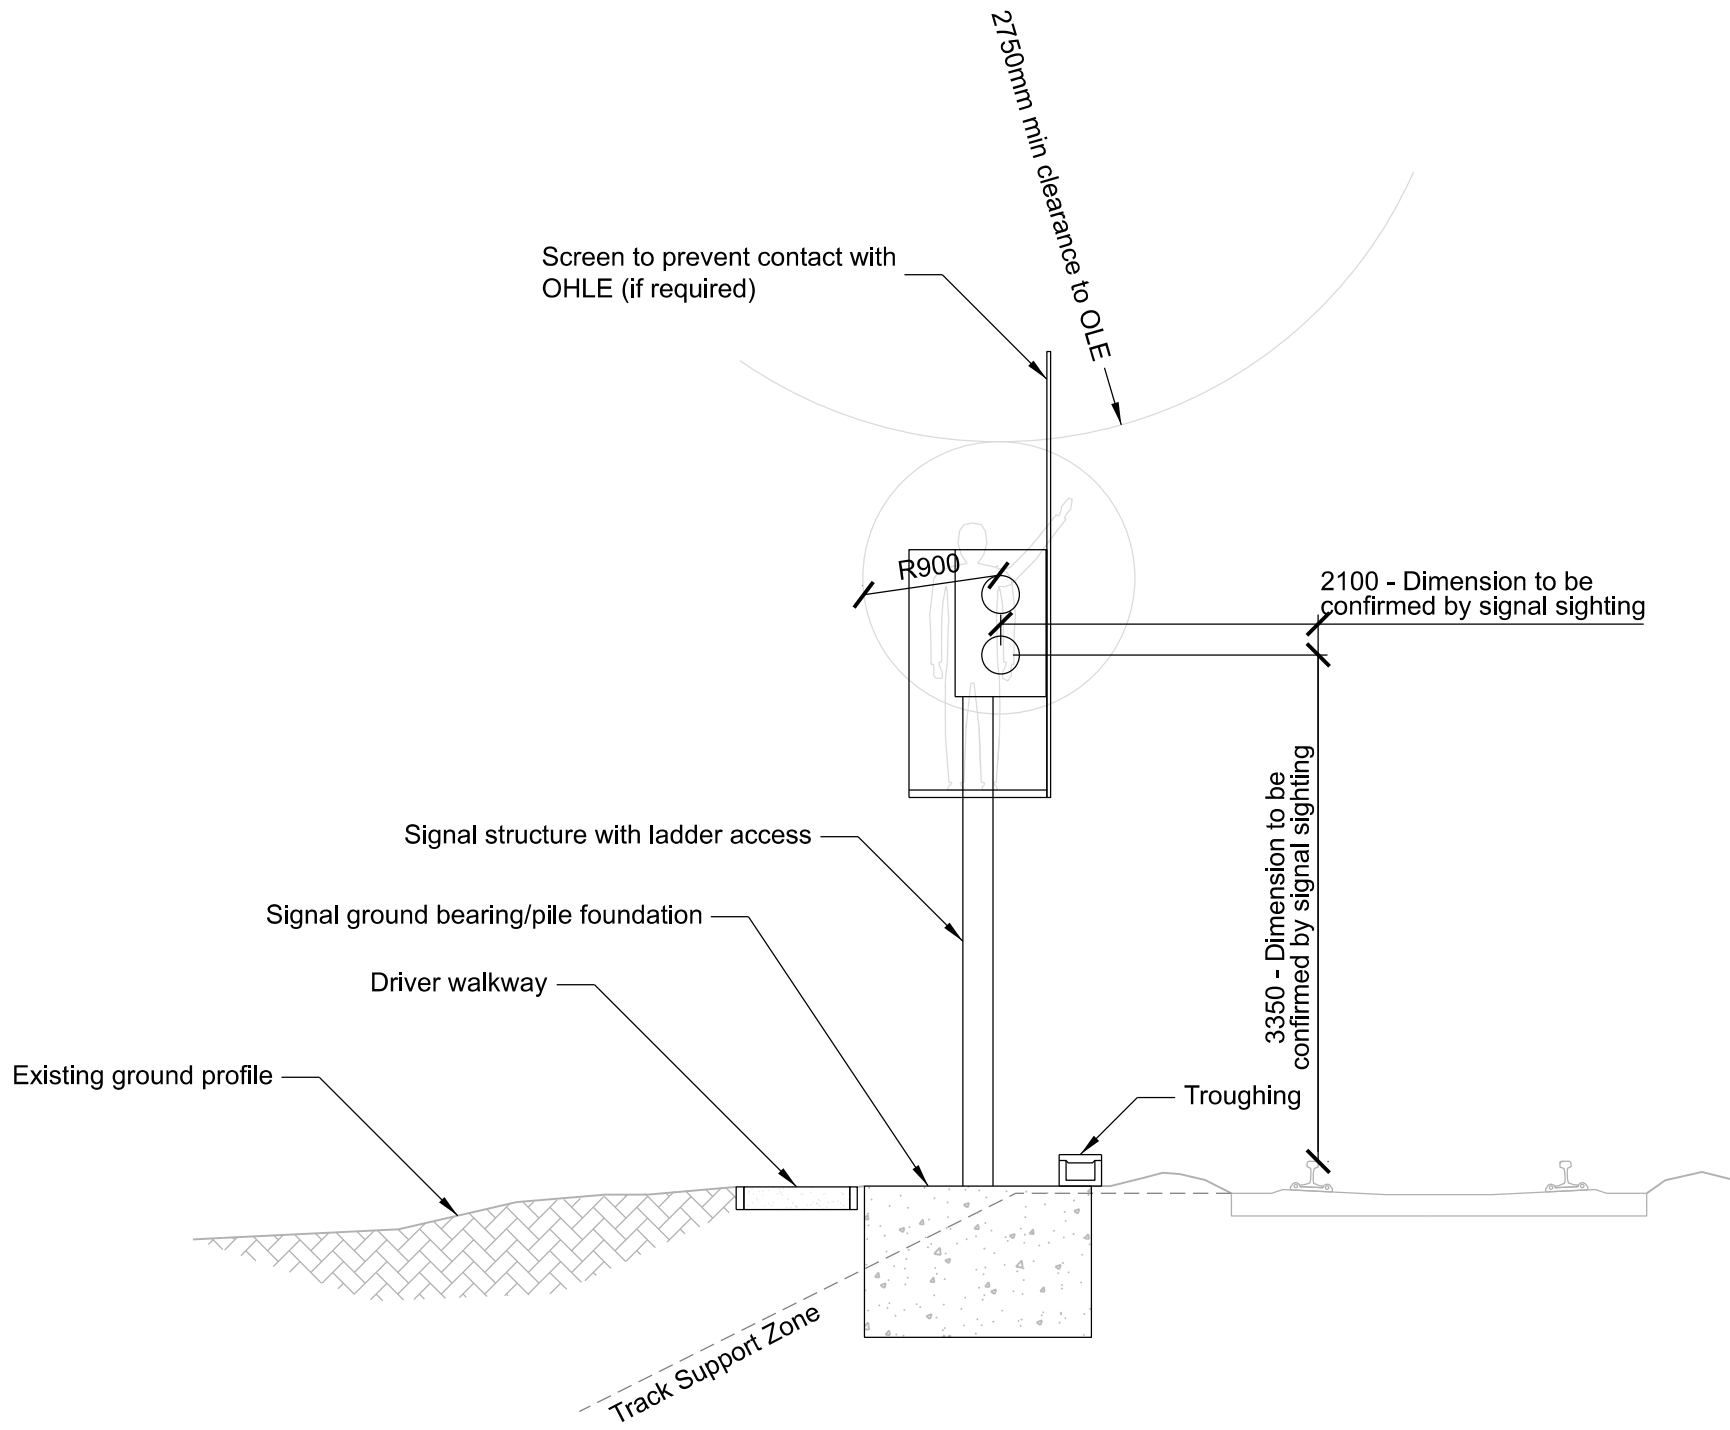 2750mm min clearance to OLE
Screen to prevent contact with
OHLE (if required)
R900
2100 - Dimension to be
confirmed by signal sighting
3350 - Dimension to be
confirmed by signal sighting
Signal structure with ladder access
Signal ground bearing/pile foundation
Driver walkway
Existing ground profile
Troughing
Track Support Zone